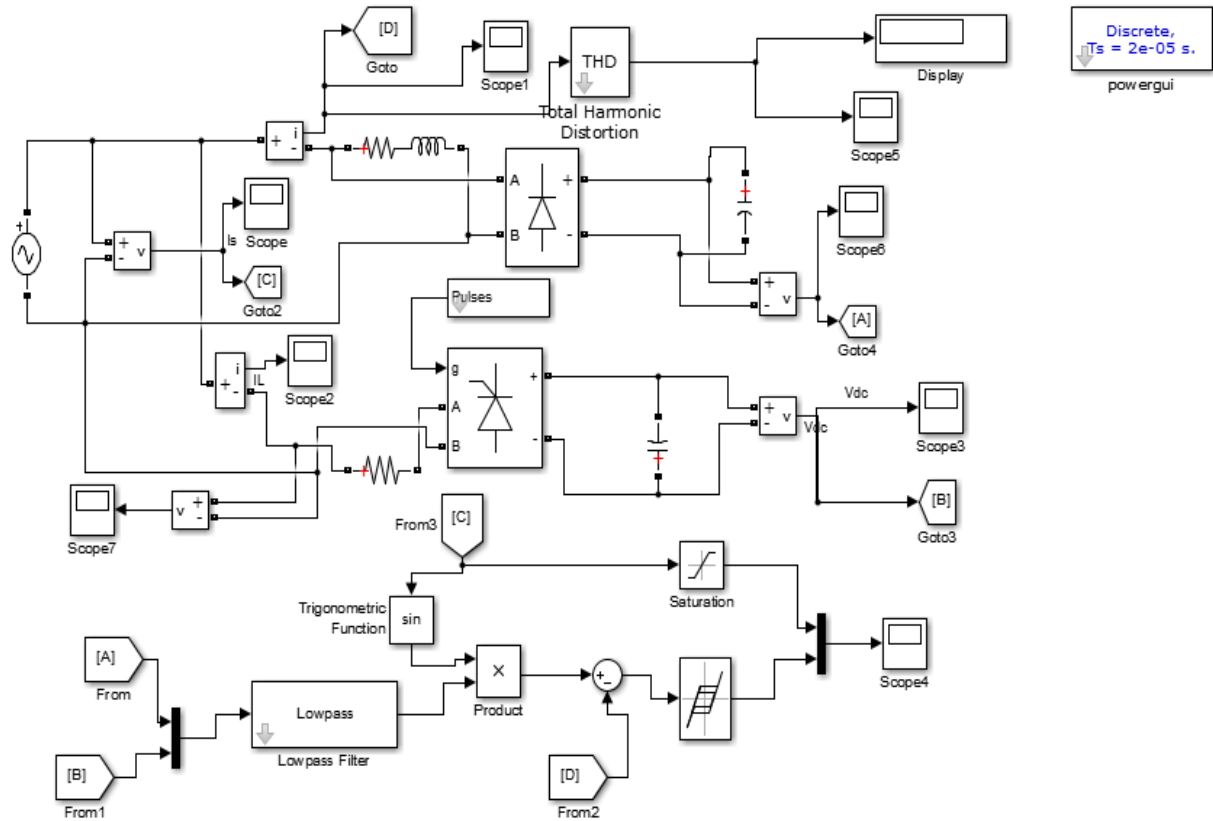 [D]
Goto
Scope1
THD
Total Harmonic
Distortion
Display
Discrete,
Ts = 2e-05 s.
powergui
Scope5
+
i
-
A
B
+
-
+
Is
Scope
+
-
v
[C]
Goto2
Scope6
+
-
v
[A]
Goto4
Pulses
i
+
-
IL
Scope2
g
A
B
+
-
+
-
v
Vdc
Vdc
Scope3
[B]
Goto3
Scope7
v
+
-
From3
[C]
Saturation
Trigonometric
Function
sin
Scope4
[A]
From
×
Product
+
-
Lowpass
Lowpass Filter
[B]
From1
[D]
From2